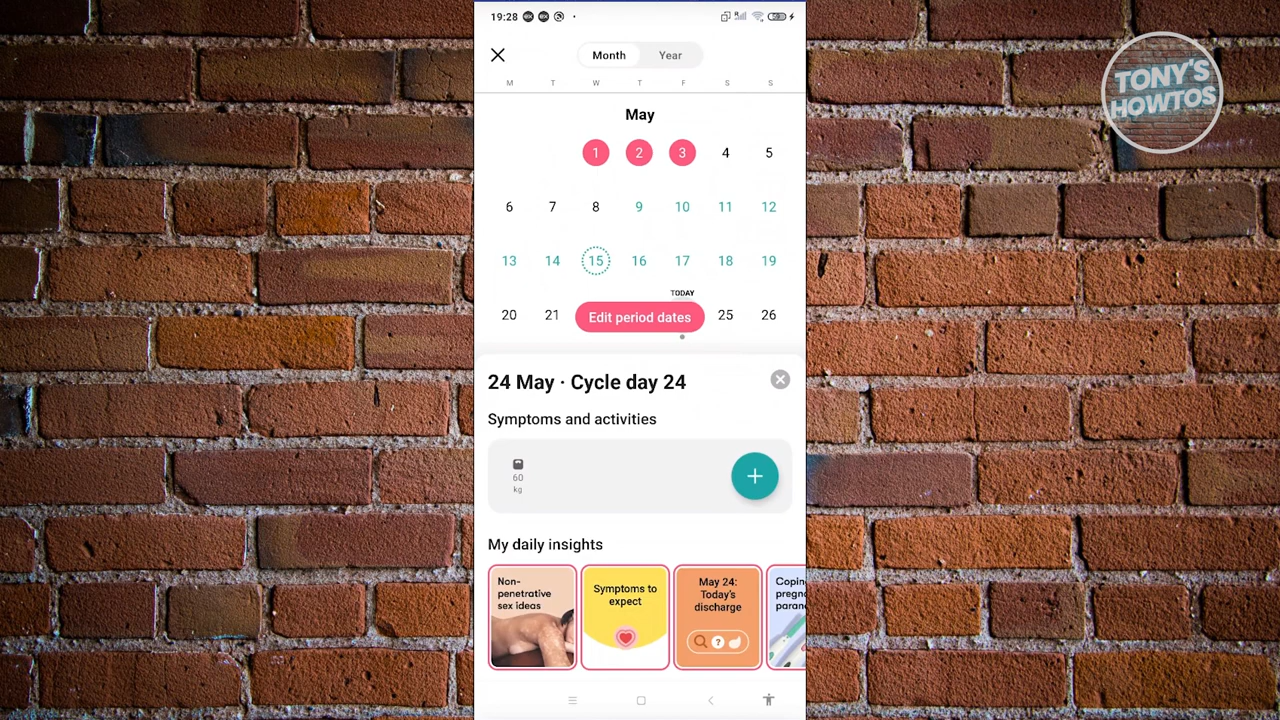 19:28
Month Year
M T W T F S S
May
1 2 3 4 5
6 7 8 9 10 11 12
13 14 15 16 17 18 19
TODAY
20 21 Edit period dates 25 26
24 May · Cycle day 24
Symptoms and activities
60
kg
My daily insights
Non-
penetrative
sex ideas
Symptoms to
expect
May 24:
Today's
discharge
?
TONY'S
HOWTOS